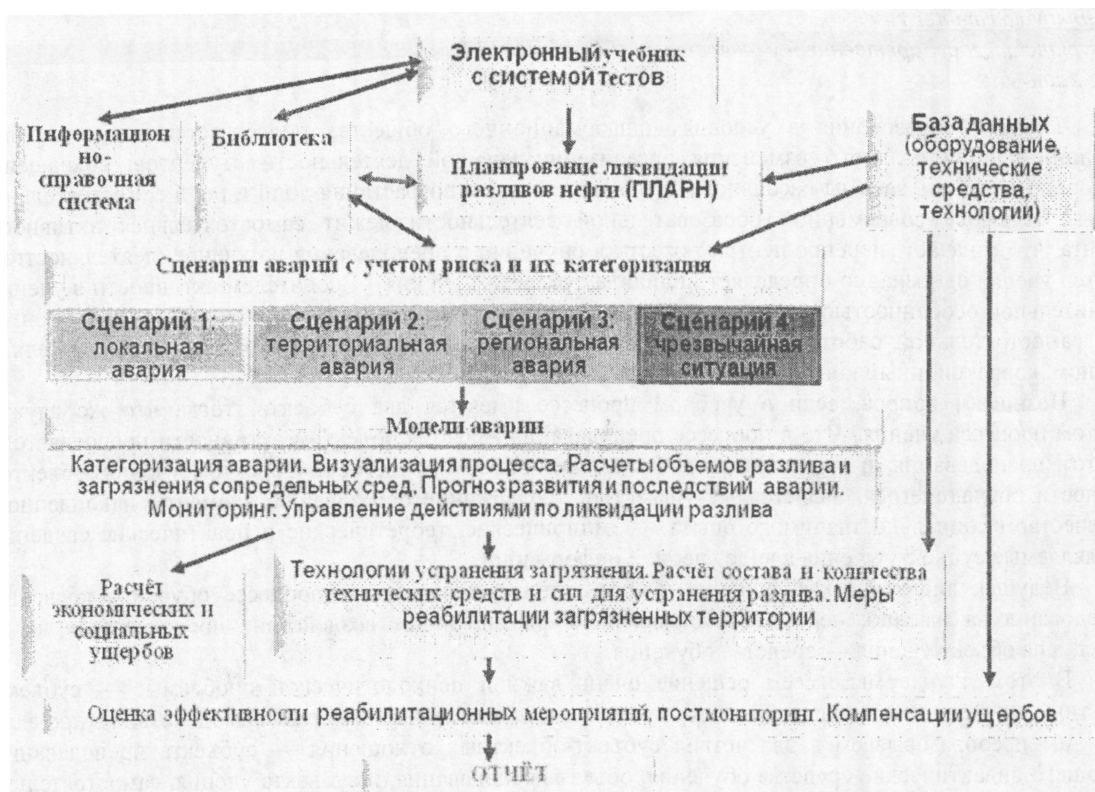 Электронный учебник
с системой тестов
Информацион
но-
справочная
система
Библиотека
База данных
(оборудование,
технические
средства,
технологии)
Планирование ликвидации
разливов нефти (ПЛАРН)
Сценарии аварий с учетом риска и их категоризация
Сценарий 1:
локальная
авария
Сценарий 2:
территориальная
авария
Сценарий 3:
региональная
авария
Сценарий 4:
чрезвычайная
ситуация
Модели аварии
Категоризация аварии. Визуализация процесса. Расчеты объемов разлива и
загрязнения сопредельных сред. Прогноз развития и последствий аварии.
Мониторинг. Управление действиями по ликвидации разлива
Расчёт
экономических и
социальных
ущербов
Технологии устранения загрязнения. Расчёт состава и количества
технических средств и сил для устранения разлива. Меры
реабилитации загрязненных территории
Оценка эффективности реабилитационных мероприятий, постмониторинг. Компенсации ущербов
ОТЧЁТ